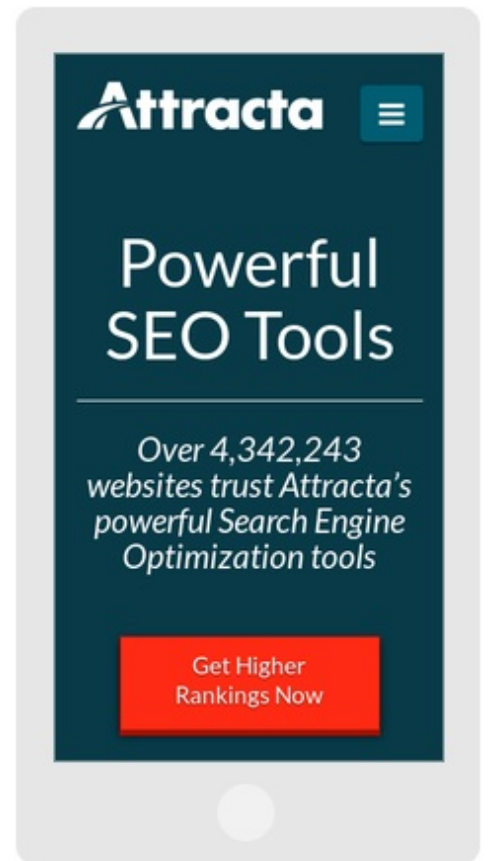 Attracta
Powerful
SEO Tools
Over 4,342,243
websites trust Attracta’s
powerful Search Engine
Optimization tools
Get Higher
Rankings Now